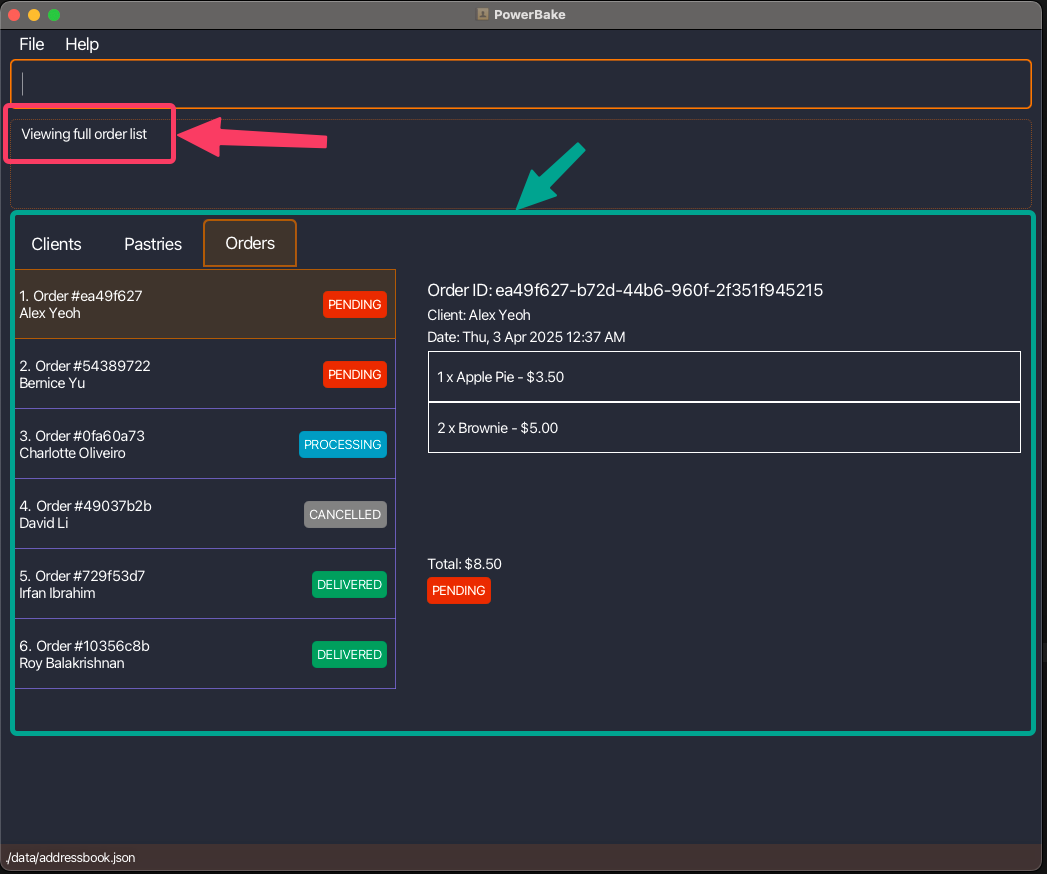 PowerBake
File Help
Viewing full order list
Clients Pastries Orders
1. Order #ea49f627
Alex Yeoh
PENDING
2. Order #54389722
Bernice Yu
PENDING
3. Order #0fa60a73
Charlotte Oliveiro
PROCESSING
4. Order #49037b2b
David Li
CANCELLED
5. Order #729f53d7
Irfan Ibrahim
DELIVERED
6. Order #10356c8b
Roy Balakrishnan
DELIVERED
Order ID: ea49f627-b72d-44b6-960f-2f351f945215
Client: Alex Yeoh
Date: Thu, 3 Apr 2025 12:37 AM
1 x Apple Pie - $3.50
2 x Brownie - $5.00
Total: $8.50
PENDING
./data/addressbook.json